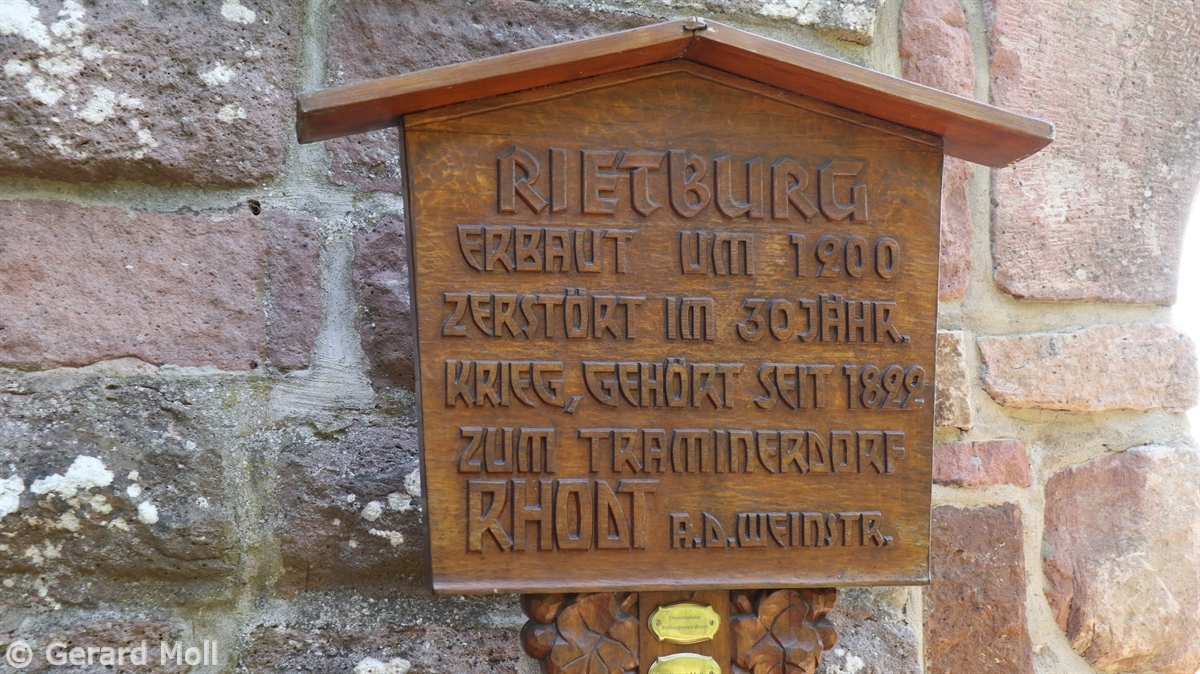 RIETBURG
ERBAUT UM 1200
ZERSTÖRT IM 30JÄHR.
KRIEG, GEHÖRT SEIT 1822
ZUM TRAMINERDORF
RHODT A.D.WEINSTR.
© Gerard Moll